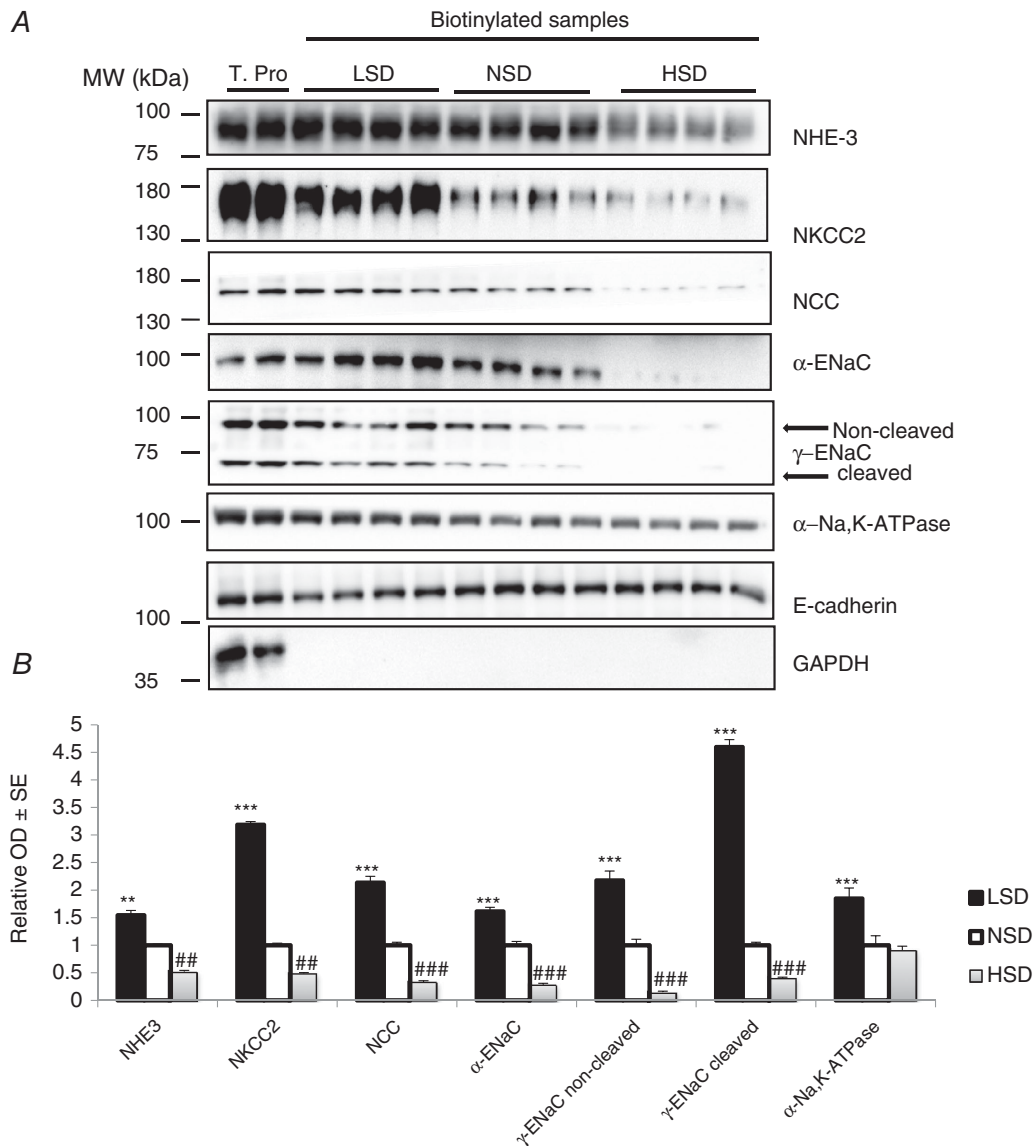 A
Biotinylated samples
MW (kDa)
T. Pro
LSD
NSD
HSD
100
75
NHE-3
180
130
NKCC2
180
130
NCC
100
α-ENaC
100
75
Non-cleaved
γ–ENaC
cleaved
100
α–Na,K-ATPase
100
E-cadherin
35
GAPDH
B
Relative OD ± SE
5
4.5
4
3.5
3
2.5
2
1.5
1
0.5
0
**
##
***
##
***
###
***
###
***
###
***
###
***
NHE3
NKCC2
NCC
α-ENaC
γ-ENaC non-cleaved
γ-ENaC cleaved
α-Na,K-ATPase
LSD
NSD
HSD